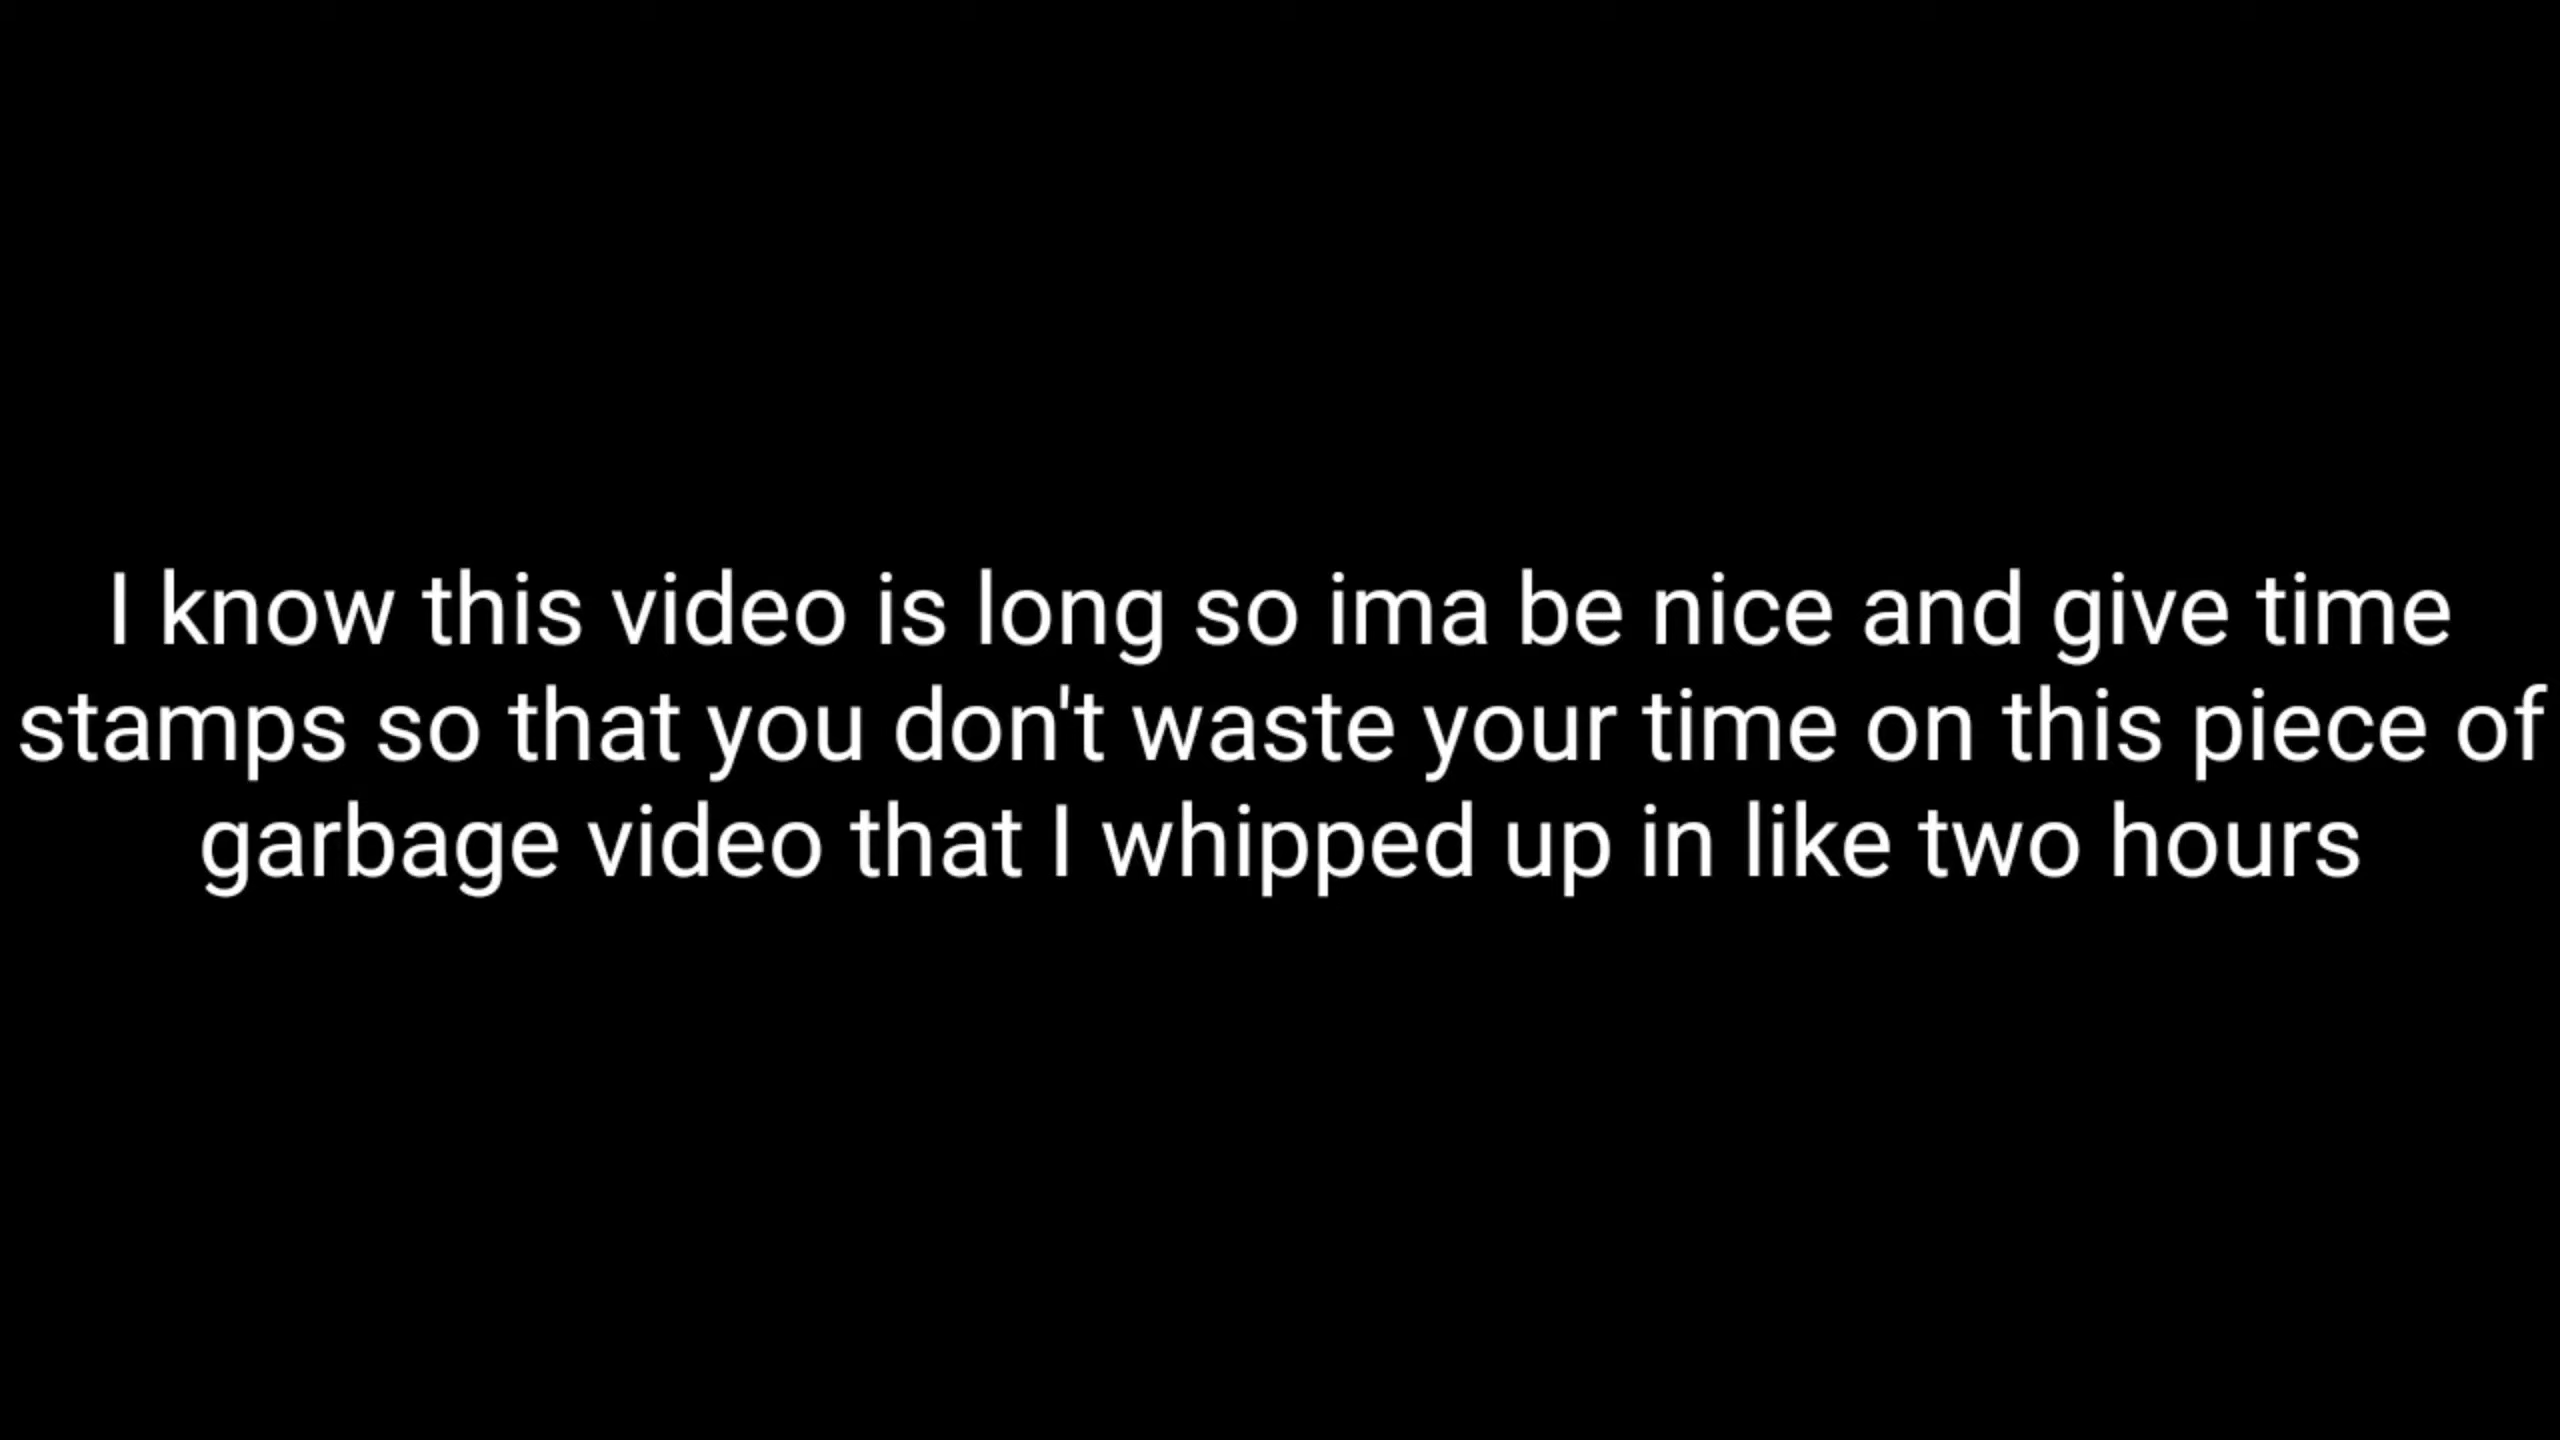 I know this video is long so ima be nice and give time
stamps so that you don't waste your time on this piece of
garbage video that I whipped up in like two hours